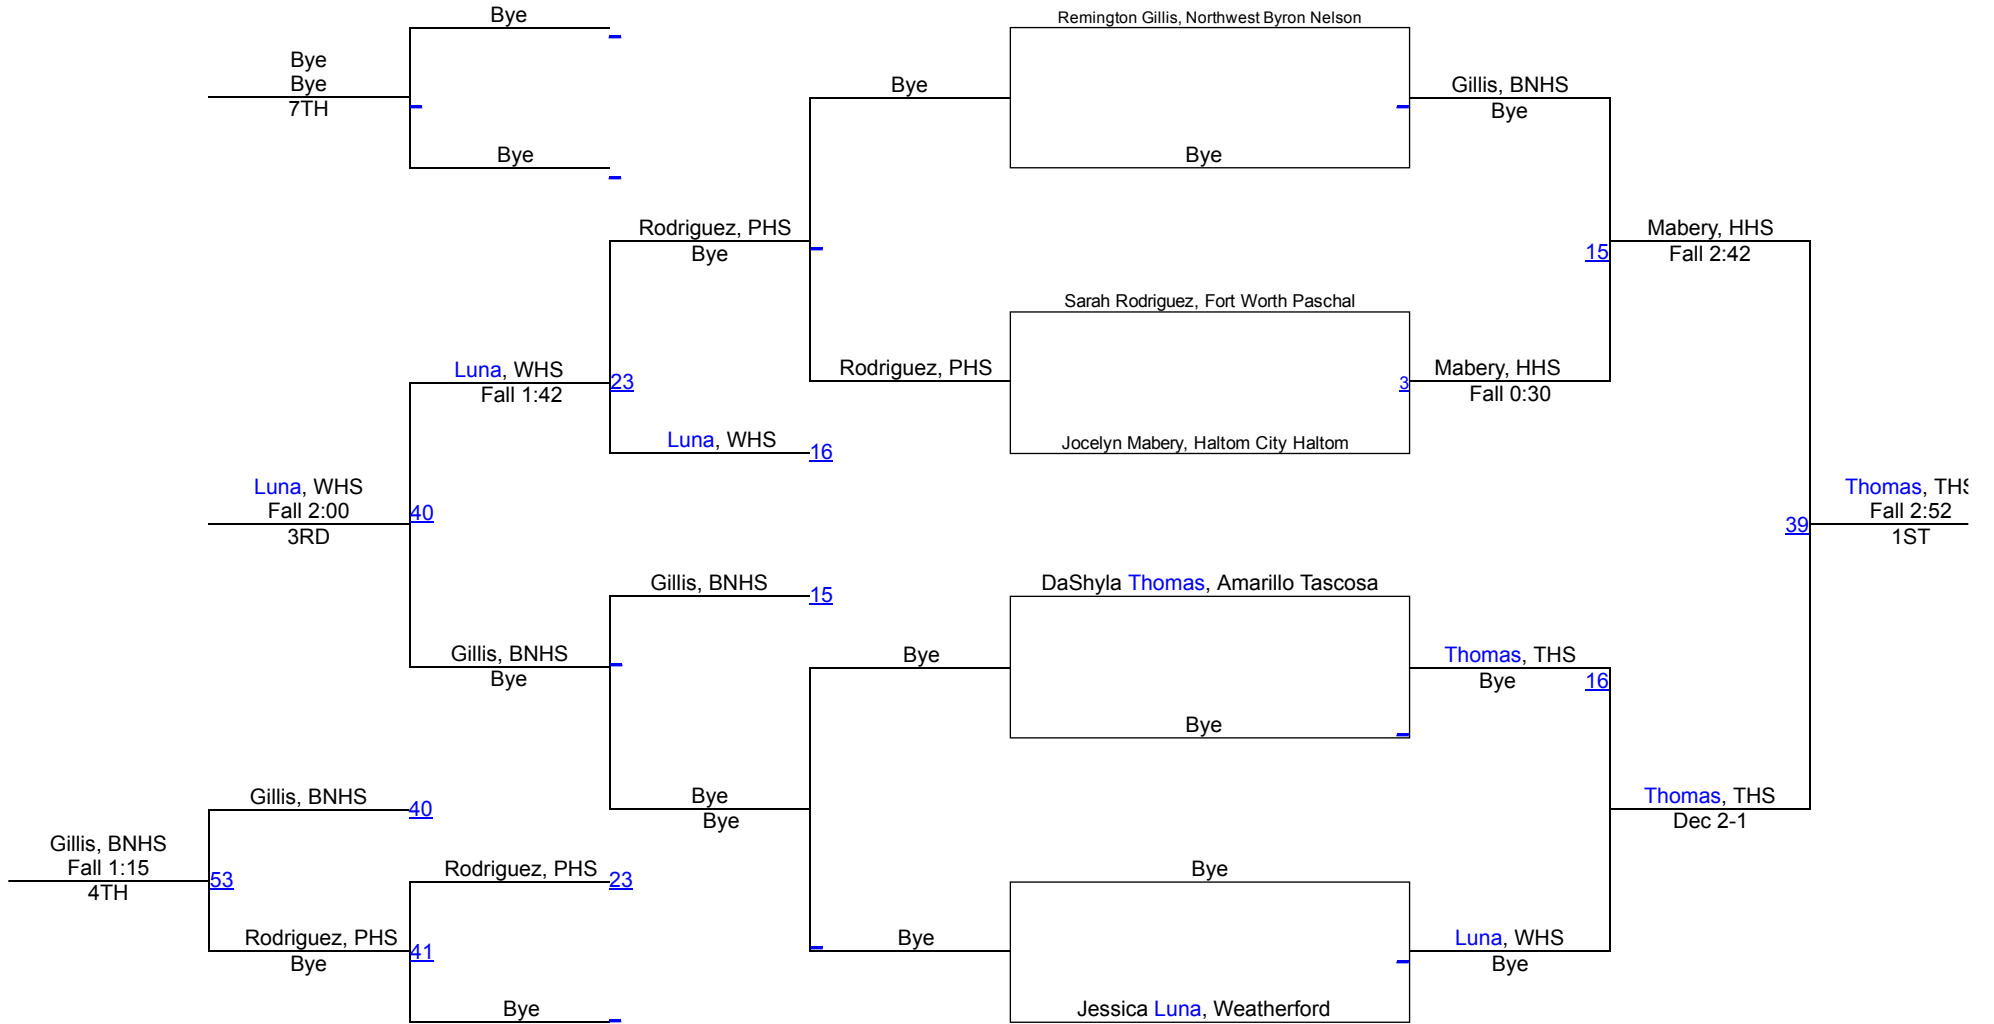 Bye
Remington Gillis, Northwest Byron Nelson
Bye
Bye
7TH
Bye
Gillis, BNHS
Bye
Bye
Bye
Rodriguez, PHS
Bye
Mabery, HHS
Fall 2:42
15
Sarah Rodriguez, Fort Worth Paschal
Luna, WHS
Fall 1:42
23
Rodriguez, PHS
3
Mabery, HHS
Fall 0:30
Luna, WHS
16
Jocelyn Mabery, Haltom City Haltom
Luna, WHS
Fall 2:00
3RD
40
Thomas, THS
Fall 2:52
1ST
39
Gillis, BNHS
15
DaShyla Thomas, Amarillo Tascosa
Gillis, BNHS
Bye
Bye
Thomas, THS
Bye
16
Bye
Gillis, BNHS
40
Bye
Bye
Thomas, THS
Dec 2-1
Gillis, BNHS
Fall 1:15
4TH
53
Rodriguez, PHS
23
Bye
Rodriguez, PHS
Bye
41
Bye
Luna, WHS
Bye
Bye
Jessica Luna, Weatherford